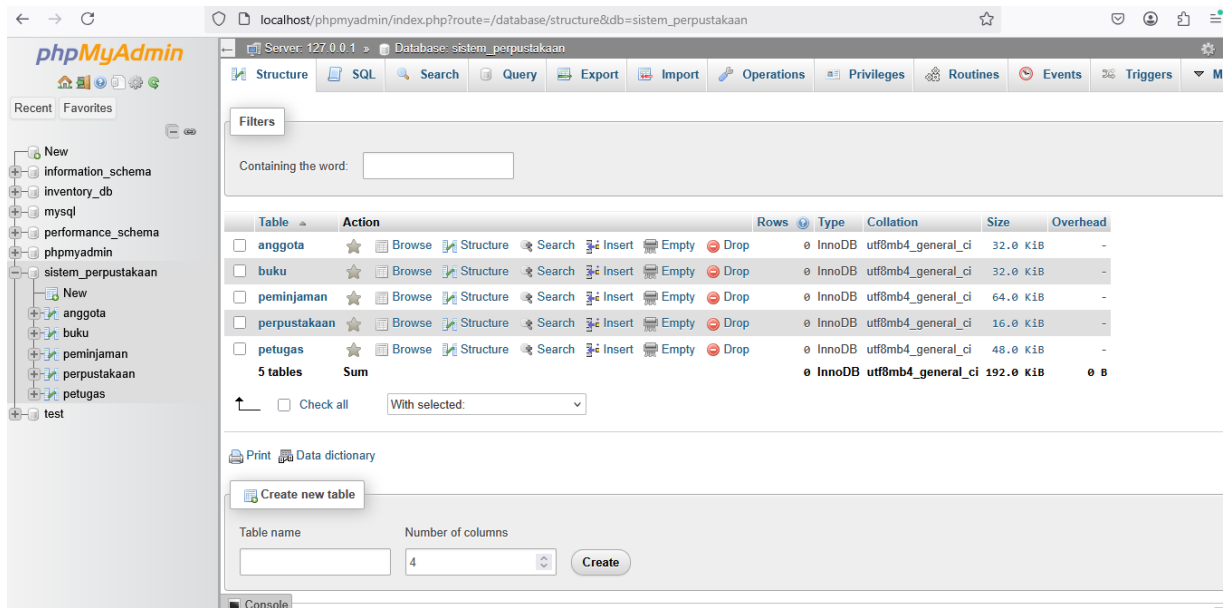 localhost/phpmyadmin/index.php?route=/database/structure&db=sistem_perpustakaan
phpMyAdmin
Recent Favorites
New
information_schema
inventory_db
mysql
performance_schema
phpmyadmin
sistem_perpustakaan
New
anggota
buku
peminjaman
perpustakaan
petugas
test
Server: 127.0.0.1 » Database: sistem_perpustakaan
Structure SQL Search Query Export Import Operations Privileges Routines Events Triggers M
Filters
Containing the word:
Table Action Rows Type Collation Size Overhead
anggota Browse Structure Search Insert Empty Drop 0 InnoDB utf8mb4_general_ci 32.0 KiB -
buku Browse Structure Search Insert Empty Drop 0 InnoDB utf8mb4_general_ci 32.0 KiB -
peminjaman Browse Structure Search Insert Empty Drop 0 InnoDB utf8mb4_general_ci 64.0 KiB -
perpustakaan Browse Structure Search Insert Empty Drop 0 InnoDB utf8mb4_general_ci 16.0 KiB -
petugas Browse Structure Search Insert Empty Drop 0 InnoDB utf8mb4_general_ci 48.0 KiB -
5 tables Sum 0 InnoDB utf8mb4_general_ci 192.0 KiB 0 B
Check all With selected:
Print Data dictionary
Create new table
Table name Number of columns
4 Create
Console